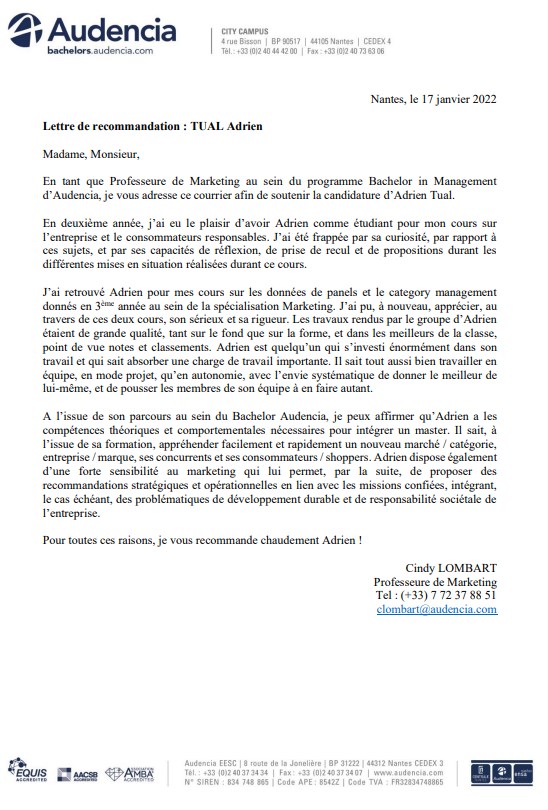 Audencia
bachelors.audencia.com
CITY CAMPUS
4 rue Bisson | BP 90517 | 44105 Nantes | CEDEX 4
Tél.: +33 (0)2 40 44 42 00 | Fax : +33 (0)2 40 73 63 06
Nantes, le 17 janvier 2022
Lettre de recommandation : TUAL Adrien
Madame, Monsieur,
En tant que Professeure de Marketing au sein du programme Bachelor in Management
d’Audencia, je vous adresse ce courrier afin de soutenir la candidature d’Adrien Tual.
En deuxième année, j’ai eu le plaisir d’avoir Adrien comme étudiant pour mon cours sur
l’entreprise et le consommateurs responsables. J’ai été frappée par sa curiosité, par rapport à
ces sujets, et par ses capacités de réflexion, de prise de recul et de propositions durant les
différentes mises en situation réalisées durant ce cours.
J’ai retrouvé Adrien pour mes cours sur les données de panels et le category management
donnés en 3ème année au sein de la spécialisation Marketing. J’ai pu, à nouveau, apprécier, au
travers de ces deux cours, son sérieux et sa rigueur. Les travaux rendus par le groupe d’Adrien
étaient de grande qualité, tant sur le fond que sur la forme, et dans les meilleurs de la classe,
point de vue notes et classements. Adrien est quelqu’un qui s’investi énormément dans son
travail et qui sait absorber une charge de travail importante. Il sait tout aussi bien travailler en
équipe, en mode projet, qu’en autonomie, avec l’envie systématique de donner le meilleur de
lui-même, et de pousser les membres de son équipe à en faire autant.
A l’issue de son parcours au sein du Bachelor Audencia, je peux affirmer qu’Adrien a les
compétences théoriques et comportementales nécessaires pour intégrer un master. Il sait, à
l’issue de sa formation, appréhender facilement et rapidement un nouveau marché / catégorie,
entreprise / marque, ses concurrents et ses consommateurs / shoppers. Adrien dispose également
d’une forte sensibilité au marketing qui lui permet, par la suite, de proposer des
recommandations stratégiques et opérationnelles en lien avec les missions confiées, intégrant,
le cas échéant, des problématiques de développement durable et de responsabilité sociétale de
l’entreprise.
Pour toutes ces raisons, je vous recommande chaudement Adrien !
Cindy LOMBART
Professeure de Marketing
Tel : (+33) 7 72 37 88 51
clombart@audencia.com
EQUIS
ACCREDITED
AACSB
ACCREDITED
ASSOCIATION
AMBA
ACCREDITED
Audencia EESC | 8 route de la Jonelière | BP 31222 | 44312 Nantes CEDEX 3
Tél.: +33 (0)2 40 37 34 34 | Fax : +33 (0)2 40 37 34 07 | www.audencia.com
N° SIREN : 834 748 865 | Code APE : 8542Z | Code TVA : FR32834748865
Audencia